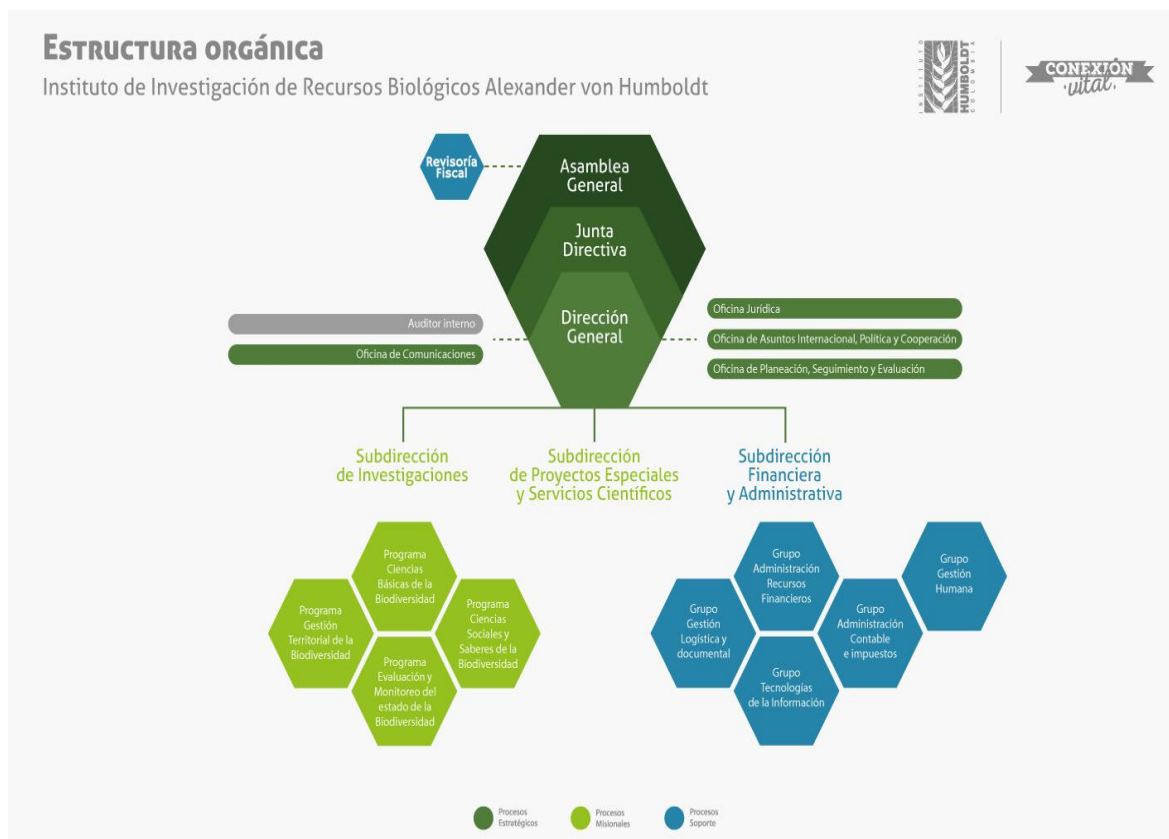 Estructura orgánica
Instituto de Investigación de Recursos Biológicos Alexander von Humboldt
INSTITUTO
HUMBOLDT
COLOMBIA
CONEXIÓN
vital
Revisoría
Fiscal
Asamblea
General
Junta
Directiva
Dirección
General
Auditor interno
Oficina de Comunicaciones
Oficina Jurídica
Oficina de Asuntos Internacional, Política y Cooperación
Oficina de Planeación, Seguimiento y Evaluación
Subdirección
de Investigaciones
Subdirección
de Proyectos Especiales
y Servicios Científicos
Subdirección
Financiera
y Administrativa
Programa
Ciencias
Básicas de la
Biodiversidad
Programa
Gestión
Territorial de la
Biodiversidad
Programa
Ciencias
Sociales y
Saberes de la
Biodiversidad
Programa
Evaluación y
Monitoreo del
estado de la
Biodiversidad
Grupo
Administración
Recursos
Financieros
Grupo
Gestión
Humana
Grupo
Gestión
Logística y
documental
Grupo
Administración
Contable
e impuestos
Grupo
Tecnologías
de la Información
Procesos
Estratégicos
Procesos
Misionales
Procesos
Soporte